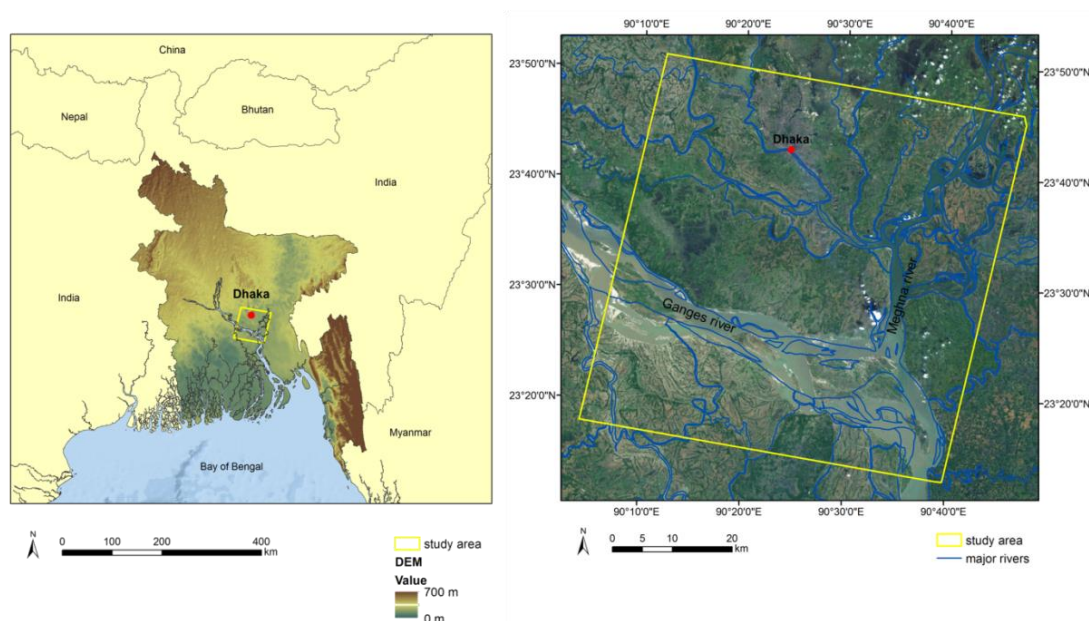 China
Nepal
Bhutan
India
India
Dhaka
Myanmar
Bay of Bengal
N
0 100 200 400
km
study area
DEM
Value
700 m
0 m
90°10'0"E 90°20'0"E 90°30'0"E 90°40'0"E
23°50'0"N 23°50'0"N
Dhaka
23°40'0"N 23°40'0"N
23°30'0"N 23°30'0"N
Ganges river
Meghna river
23°20'0"N 23°20'0"N
90°10'0"E 90°20'0"E 90°30'0"E 90°40'0"E
N
0 5 10 20
km
study area
major rivers